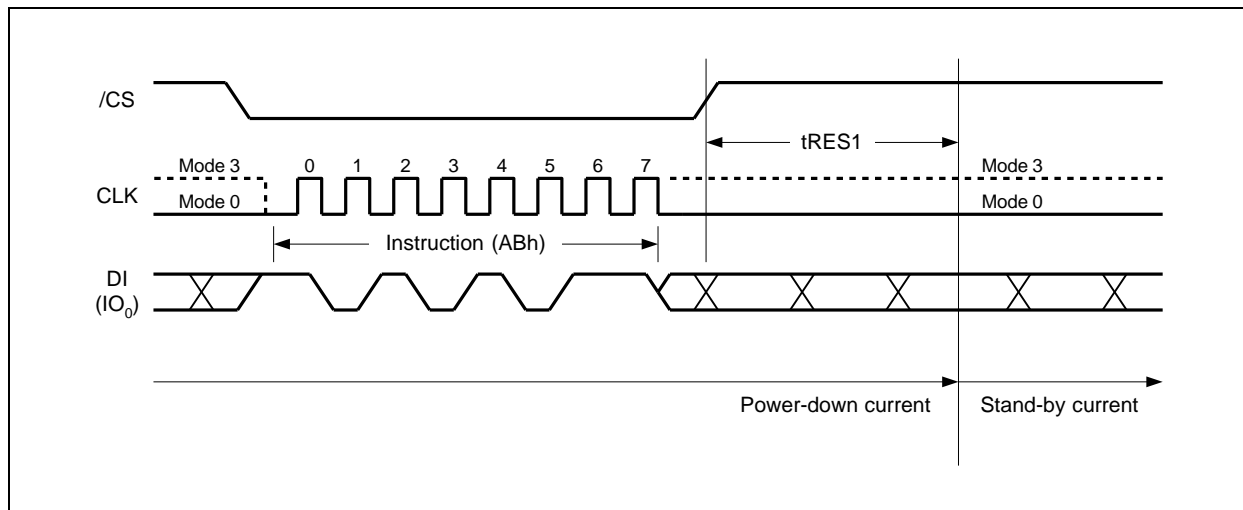 /CS
tRES1
Mode 3 0 1 2 3 4 5 6 7 Mode 3
CLK
Mode 0 Mode 0
Instruction (ABh)
DI
(IO₀)
Power-down current Stand-by current